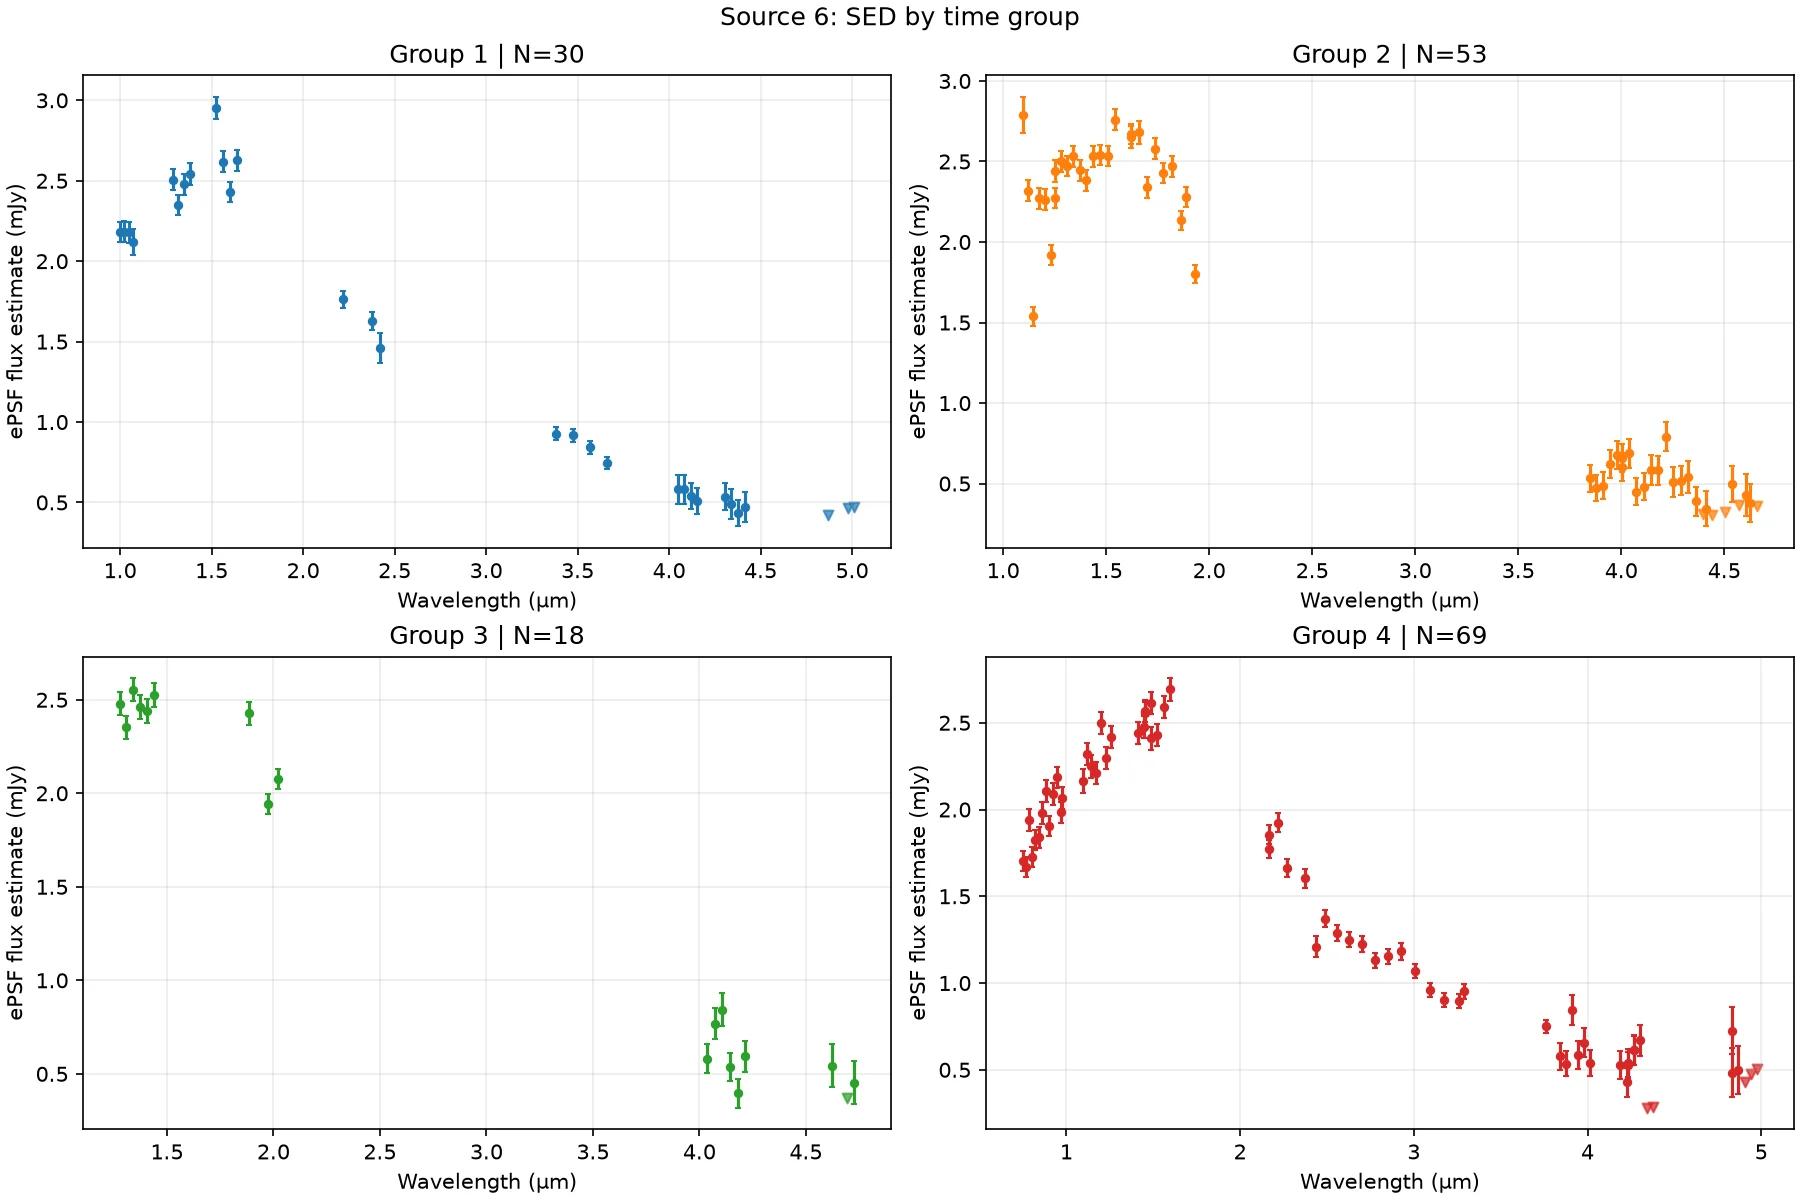 Source 6: SED by time group
Group 1 | N=30
ePSF flux estimate (mJy)
3.0
2.5
2.0
1.5
1.0
0.5
1.0 1.5 2.0 2.5 3.0 3.5 4.0 4.5 5.0
Wavelength (µm)
Group 2 | N=53
ePSF flux estimate (mJy)
3.0
2.5
2.0
1.5
1.0
0.5
1.0 1.5 2.0 2.5 3.0 3.5 4.0 4.5
Wavelength (µm)
Group 3 | N=18
ePSF flux estimate (mJy)
2.5
2.0
1.5
1.0
0.5
1.5 2.0 2.5 3.0 3.5 4.0 4.5
Wavelength (µm)
Group 4 | N=69
ePSF flux estimate (mJy)
2.5
2.0
1.5
1.0
0.5
1 2 3 4 5
Wavelength (µm)